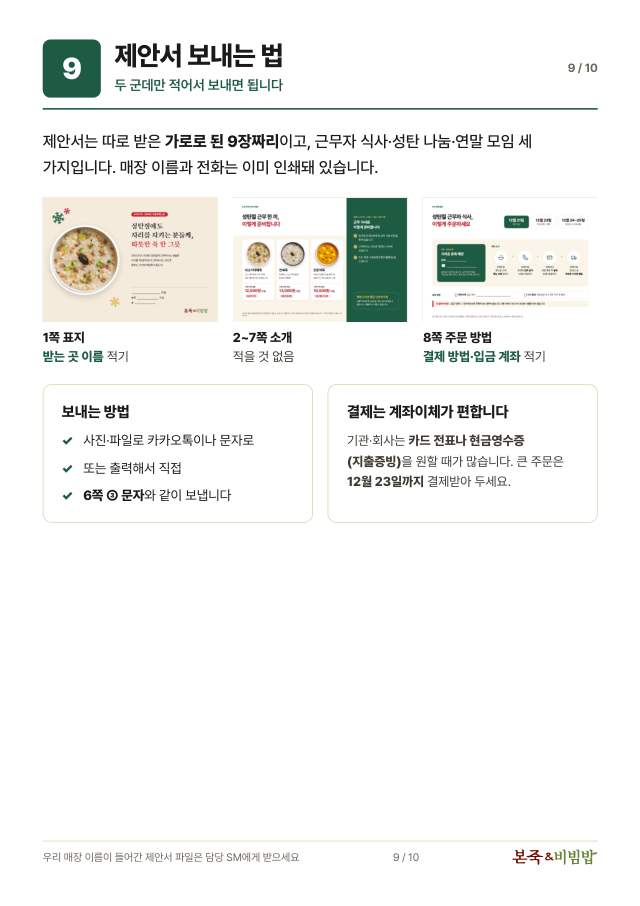 9
제안서 보내는 법
두 군데만 적어서 보내면 됩니다
9 / 10
제안서는 따로 받은 가로로 된 9장짜리이고, 근무자 식사·성탄 나눔·연말 모임 세
가지입니다. 매장 이름과 전화는 이미 인쇄돼 있습니다.
성탄절에도
자리를 지키는 분들께,
따뜻한 죽 한 그릇
본죽&비빔밥
성탄절 근무 한 끼,
이렇게 준비합니다
성탄절 근무자 식사,
이렇게 주문하세요
1쪽 표지
받는 곳 이름 적기
2~7쪽 소개
적을 것 없음
8쪽 주문 방법
결제 방법·입금 계좌 적기
보내는 방법
사진·파일로 카카오톡이나 문자로
또는 출력해서 직접
6쪽 ③ 문자와 같이 보냅니다
결제는 계좌이체가 편합니다
기관·회사는 카드 전표나 현금영수증
(지출증빙)을 원할 때가 많습니다. 큰 주문은
12월 23일까지 결제받아 두세요.
우리 매장 이름이 들어간 제안서 파일은 담당 SM에게 받으세요
9 / 10
본죽&비빔밥